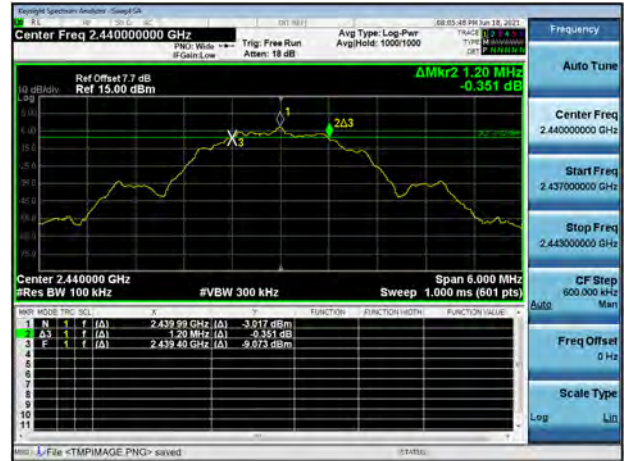 Keysight Spectrum Analyzer - Swept SA
RL RF 50 Ω AC 08:05:48 PM Jun 18, 2021
Center Freq 2.440000000 GHz
PNO: Wide
IFGain:Low
Trig: Free Run
Atten: 18 dB
Avg Type: Log-Pwr
Avg|Hold: 1000/1000
TRACE 1 2 3 4 5 6
TYPE
DET P N N N N N
Frequency
Auto Tune
Ref Offset 7.7 dB
Ref 15.00 dBm
10 dB/div
Log
ΔMkr2 1.20 MHz
-0.351 dB
5.00
1
2Δ3
3
Center Freq
2.440000000 GHz
Start Freq
2.437000000 GHz
Stop Freq
2.443000000 GHz
Center 2.440000 GHz
#Res BW 100 kHz
#VBW 300 kHz
Span 6.000 MHz
Sweep 1.000 ms (601 pts)
CF Step
600.000 kHz
Auto Man
MKR MODE TRC SCL X Y FUNCTION FUNCTION WIDTH FUNCTION VALUE
1 N 1 f (Δ) 2.439 99 GHz (Δ) -3.017 dBm
2 Δ3 1 f (Δ) 1.20 MHz (Δ) -0.351 dB
3 F 1 f (Δ) 2.439 40 GHz (Δ) -9.073 dBm
4
5
6
7
8
9
10
11
Freq Offset
0 Hz
Scale Type
Log Lin
MSG File <TMPIMAGE.PNG> saved
STATUS